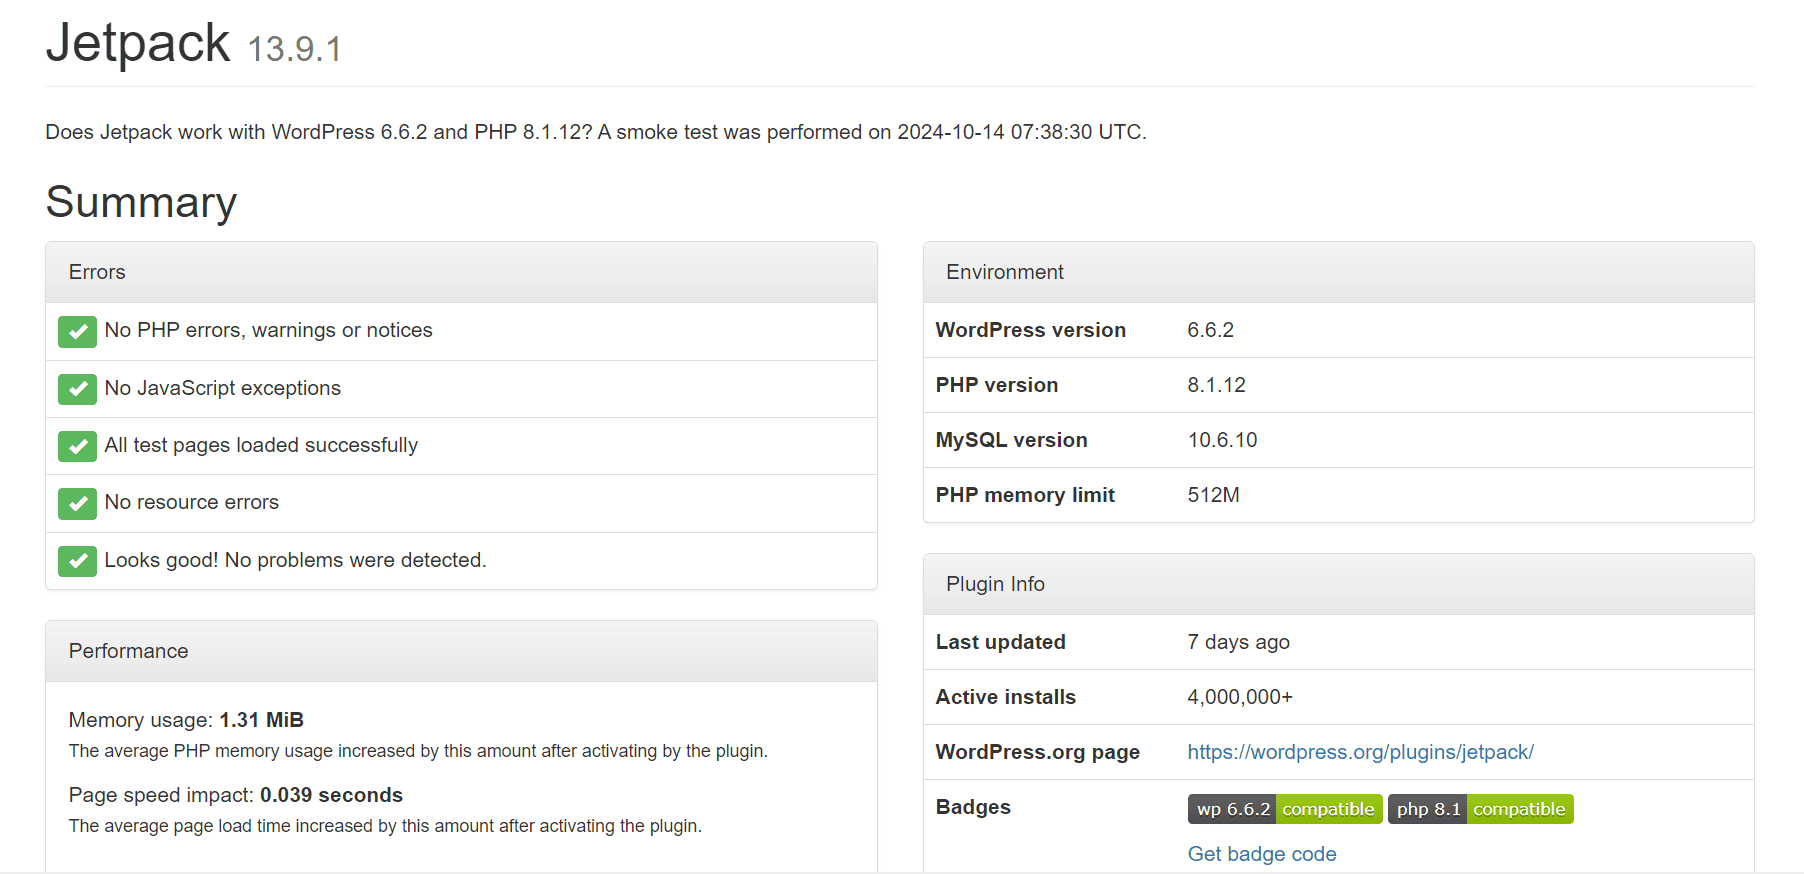 Jetpack 13.9.1
Does Jetpack work with WordPress 6.6.2 and PHP 8.1.12? A smoke test was performed on 2024-10-14 07:38:30 UTC.
Summary
Errors
No PHP errors, warnings or notices
No JavaScript exceptions
All test pages loaded successfully
No resource errors
Looks good! No problems were detected.
Performance
Memory usage: 1.31 MiB
The average PHP memory usage increased by this amount after activating by the plugin.
Page speed impact: 0.039 seconds
The average page load time increased by this amount after activating the plugin.
Environment
WordPress version 6.6.2
PHP version 8.1.12
MySQL version 10.6.10
PHP memory limit 512M
Plugin Info
Last updated 7 days ago
Active installs 4,000,000+
WordPress.org page https://wordpress.org/plugins/jetpack/
Badges wp 6.6.2 compatible php 8.1 compatible
Get badge code